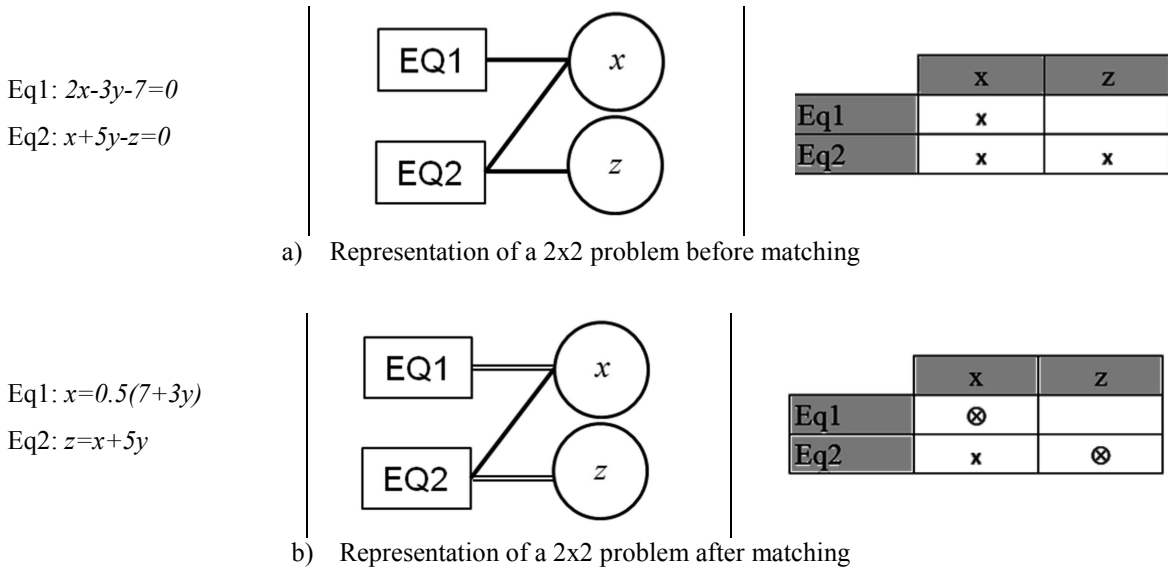 Eq1: 2x-3y-7=0
Eq2: x+5y-z=0
EQ1
x
EQ2
z
x z
Eq1 x
Eq2 x x
a) Representation of a 2x2 problem before matching
Eq1: x=0.5(7+3y)
Eq2: z=x+5y
EQ1
x
EQ2
z
x z
Eq1 ⊗
Eq2 x ⊗
b) Representation of a 2x2 problem after matching